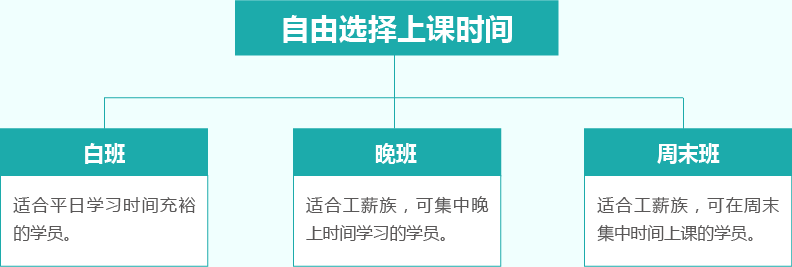 自由选择上课时间
白班
适合平日学习时间充裕
的学员。
晚班
适合工薪族，可集中晚
上时间学习的学员。
周末班
适合工薪族，可在周末
集中时间上课的学员。